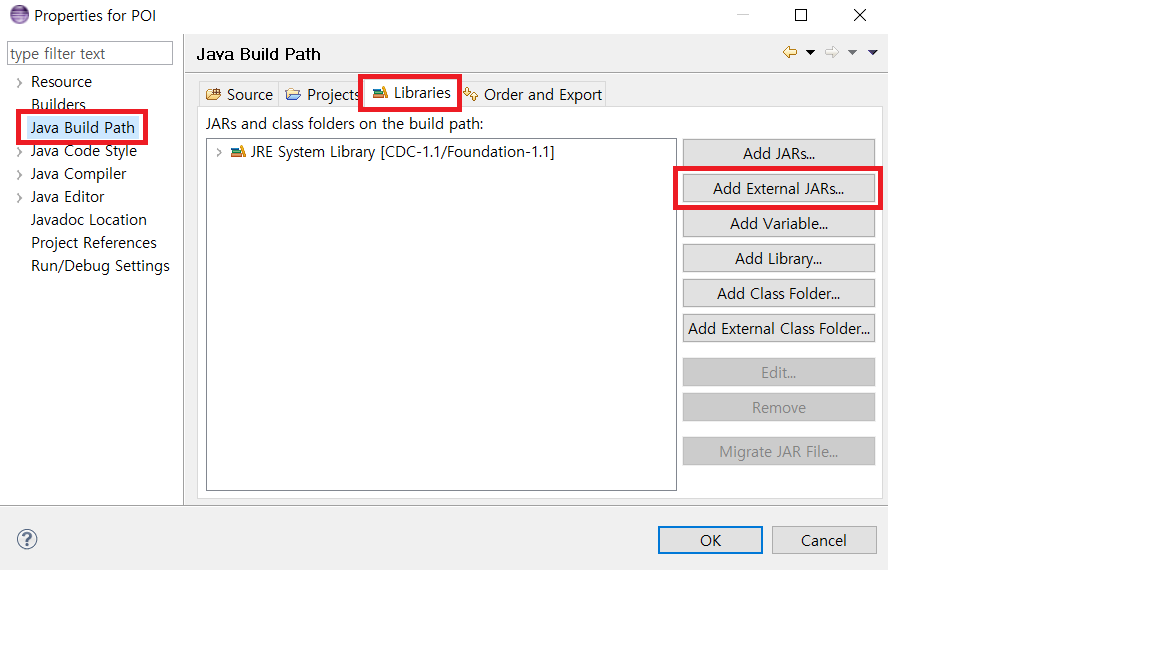 Properties for POI
type filter text
Resource
Builders
Java Build Path
Java Code Style
Java Compiler
Java Editor
Javadoc Location
Project References
Run/Debug Settings
Java Build Path
Source Projects Libraries Order and Export
JARs and class folders on the build path:
JRE System Library [CDC-1.1/Foundation-1.1]
Add JARs...
Add External JARs...
Add Variable...
Add Library...
Add Class Folder...
Add External Class Folder...
Edit...
Remove
Migrate JAR File...
?
OK Cancel